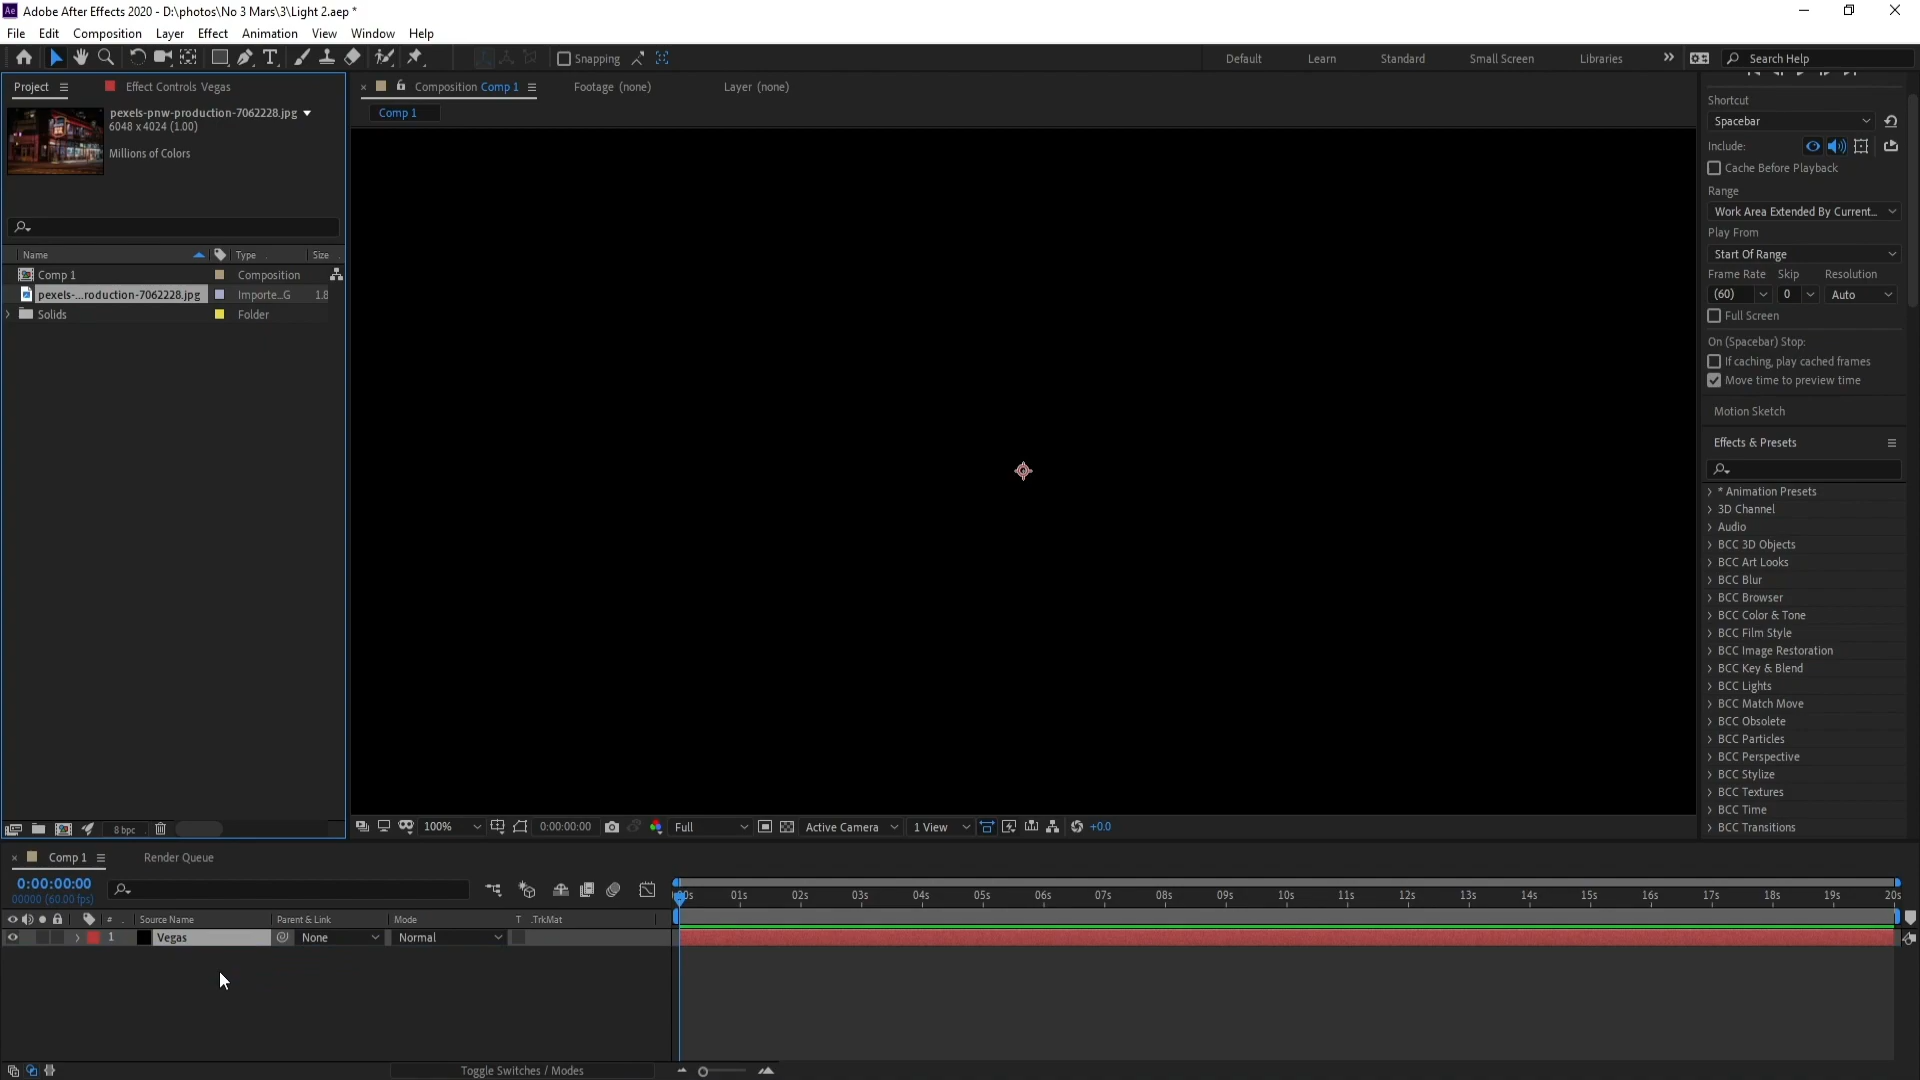 Adobe After Effects 2020 - D:\photos\No 3 Mars\3\Light 2.aep *
File Edit Composition Layer Effect Animation View Window Help
Snapping Default Learn Standard Small Screen Libraries Search Help
Project Effect Controls Vegas Composition Comp 1 Footage (none) Layer (none)
pexels-pnw-production-7062228.jpg
6048 x 4024 (1.00)
Millions of Colors
Comp 1
Name Type Size
Comp 1 Composition
pexels-...roduction-7062228.jpg Importe...G 1.8
Solids Folder
8 bpc
100% 0:00:00:00 Full Active Camera 1 View +0.0
Shortcut
Spacebar
Include:
Cache Before Playback
Range
Work Area Extended By Current...
Play From
Start Of Range
Frame Rate Skip Resolution
(60) 0 Auto
Full Screen
On (Spacebar) Stop:
If caching, play cached frames
Move time to preview time
Motion Sketch
Effects & Presets
* Animation Presets
3D Channel
Audio
BCC 3D Objects
BCC Art Looks
BCC Blur
BCC Browser
BCC Color & Tone
BCC Film Style
BCC Image Restoration
BCC Key & Blend
BCC Lights
BCC Match Move
BCC Obsolete
BCC Particles
BCC Perspective
BCC Stylize
BCC Textures
BCC Time
BCC Transitions
Comp 1 Render Queue
0:00:00:00
00000 (60.00 fps)
01s 02s 03s 04s 05s 06s 07s 08s 09s 10s 11s 12s 13s 14s 15s 16s 17s 18s 19s 20s
# Source Name Parent & Link Mode T .TrkMat
1 Vegas None Normal
Toggle Switches / Modes